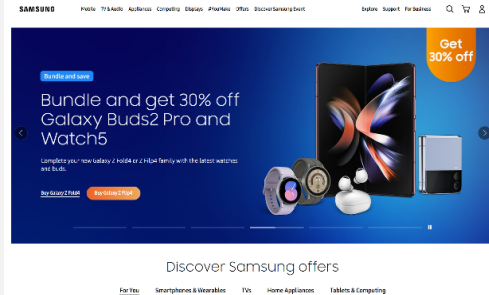 SAMSUNG
Mobile TV & Audio Appliances Computing Displays #YouMake Offers Discover Samsung Event Explore Support For Business
Get
30% off
Bundle and save
Bundle and get 30% off
Galaxy Buds2 Pro and
Watch5
Complete your new Galaxy Z Fold4 or Z Flip4 family with the latest watches
and buds.
Buy Galaxy Z Fold4 Buy Galaxy Z Flip4
Discover Samsung offers
For You Smartphones & Wearables TVs Home Appliances Tablets & Computing